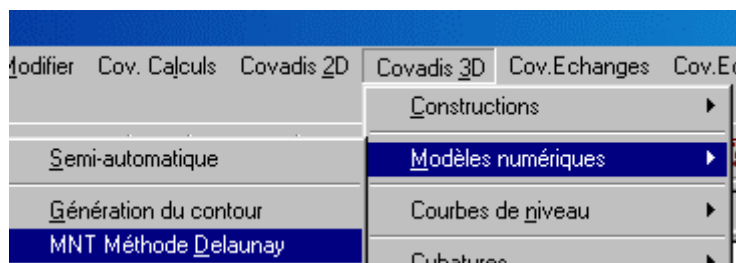 Modifier Cov. Calculs Covadis 2D Covadis 3D Cov.Echanges
Constructions
Semi-automatique Modèles numériques
Génération du contour Courbes de niveau
MNT Méthode Delaunay Cubatures